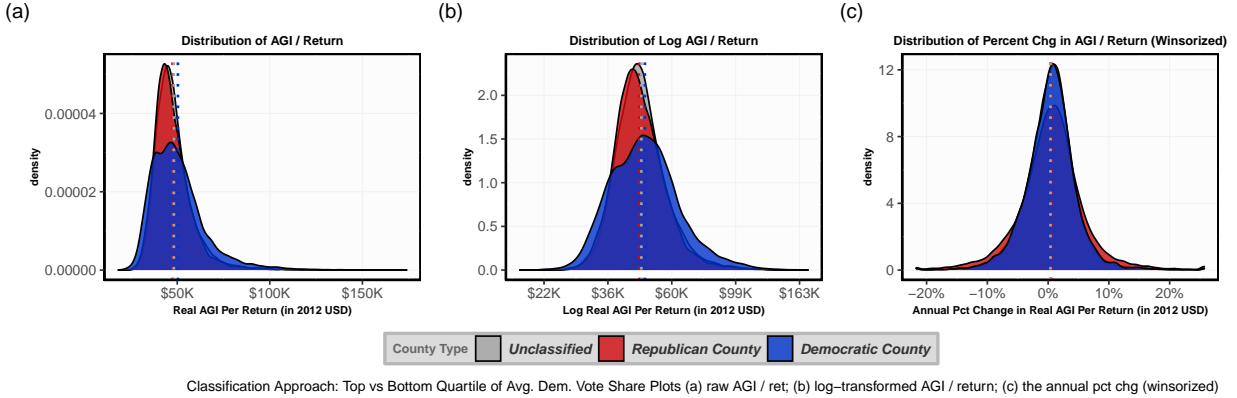 (a)
(b)
(c)
Distribution of AGI / Return
Distribution of Log AGI / Return
Distribution of Percent Chg in AGI / Return (Winsorized)
density
0.00004
0.00002
0.00000
$50K
$100K
$150K
Real AGI Per Return (in 2012 USD)
density
2.0
1.5
1.0
0.5
0.0
$22K
$36K
$60K
$99K
$163K
Log Real AGI Per Return (in 2012 USD)
density
12
8
4
0
−20%
−10%
0%
10%
20%
Annual Pct Change in Real AGI Per Return (in 2012 USD)
County Type
Unclassified
Republican County
Democratic County
Classification Approach: Top vs Bottom Quartile of Avg. Dem. Vote Share Plots (a) raw AGI / ret; (b) log−transformed AGI / return; (c) the annual pct chg (winsorized)